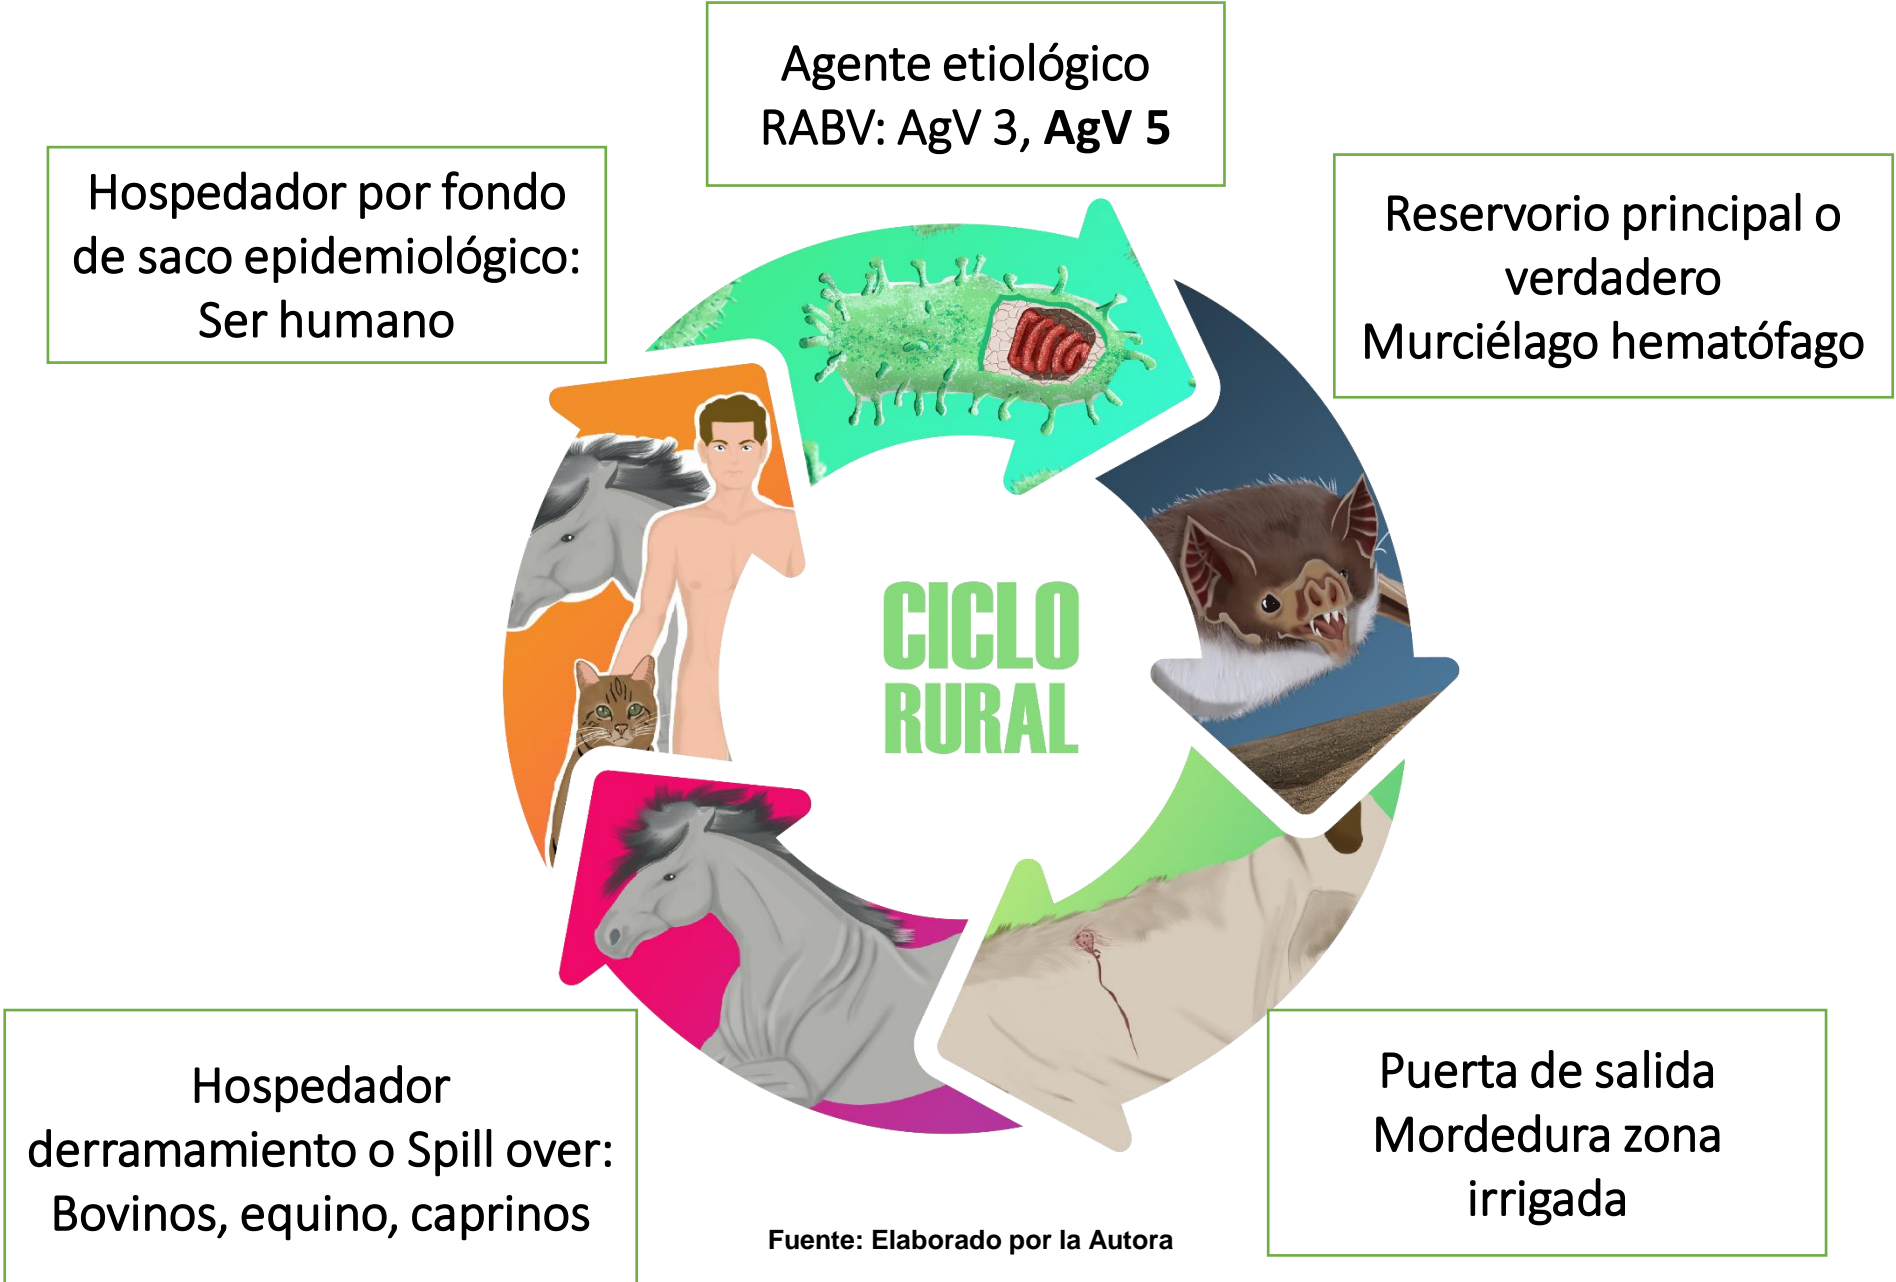 Agente etiológico
RABV: AgV 3, AgV 5
Hospedador por fondo
de saco epidemiológico:
Ser humano
Reservorio principal o
verdadero
Murciélago hematófago
CICLO
RURAL
Hospedador
derramamiento o Spill over:
Bovinos, equino, caprinos
Puerta de salida
Mordedura zona
irrigada
Fuente: Elaborado por la Autora